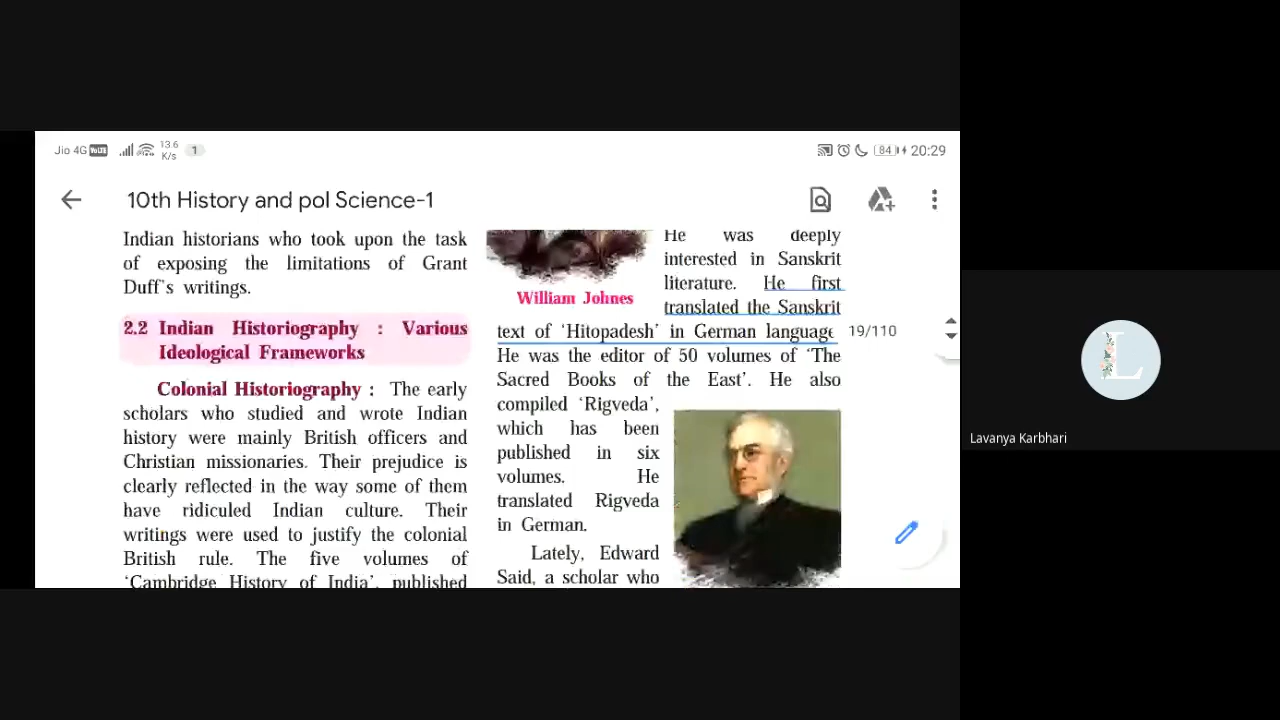 Jio 4G VoLTE 13.6 K/s 1 84 20:29
10th History and pol Science-1
Indian historians who took upon the task
of exposing the limitations of Grant
Duff's writings.
2.2 Indian Historiography : Various
Ideological Frameworks
Colonial Historiography : The early
scholars who studied and wrote Indian
history were mainly British officers and
Christian missionaries. Their prejudice is
clearly reflected in the way some of them
have ridiculed Indian culture. Their
writings were used to justify the colonial
British rule. The five volumes of
'Cambridge History of India', published
William Johnes
He was deeply
interested in Sanskrit
literature. He first
translated the Sanskrit
text of 'Hitopadesh' in German language
He was the editor of 50 volumes of 'The
Sacred Books of the East'. He also
compiled 'Rigveda',
which has been
published in six
volumes. He
translated Rigveda
in German.
Lately, Edward
Said, a scholar who
19/110
L
Lavanya Karbhari